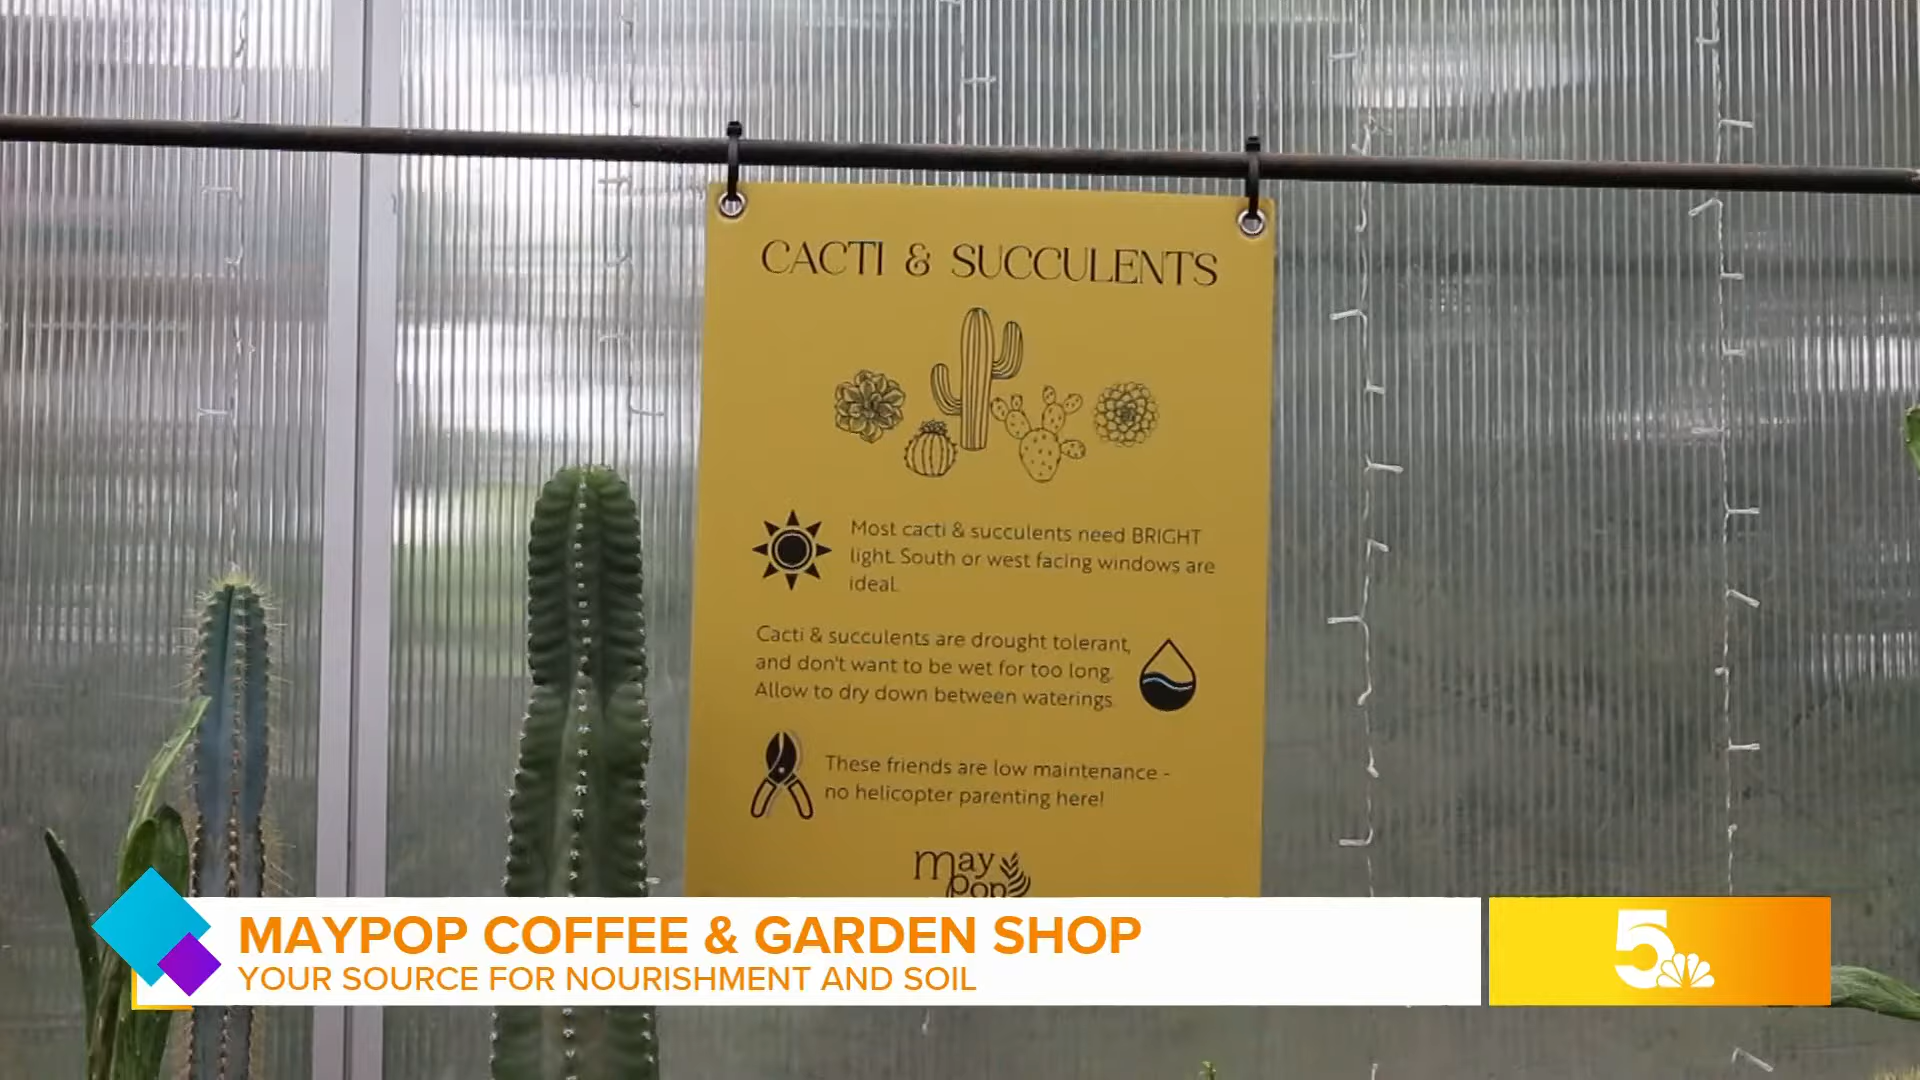 CACTI & SUCCULENTS
Most cacti & succulents need BRIGHT
light. South or west facing windows are
ideal.
Cacti & succulents are drought tolerant,
and don't want to be wet for too long.
Allow to dry down between waterings.
These friends are low maintenance -
no helicopter parenting here!
may
pop
MAYPOP COFFEE & GARDEN SHOP
YOUR SOURCE FOR NOURISHMENT AND SOIL
5